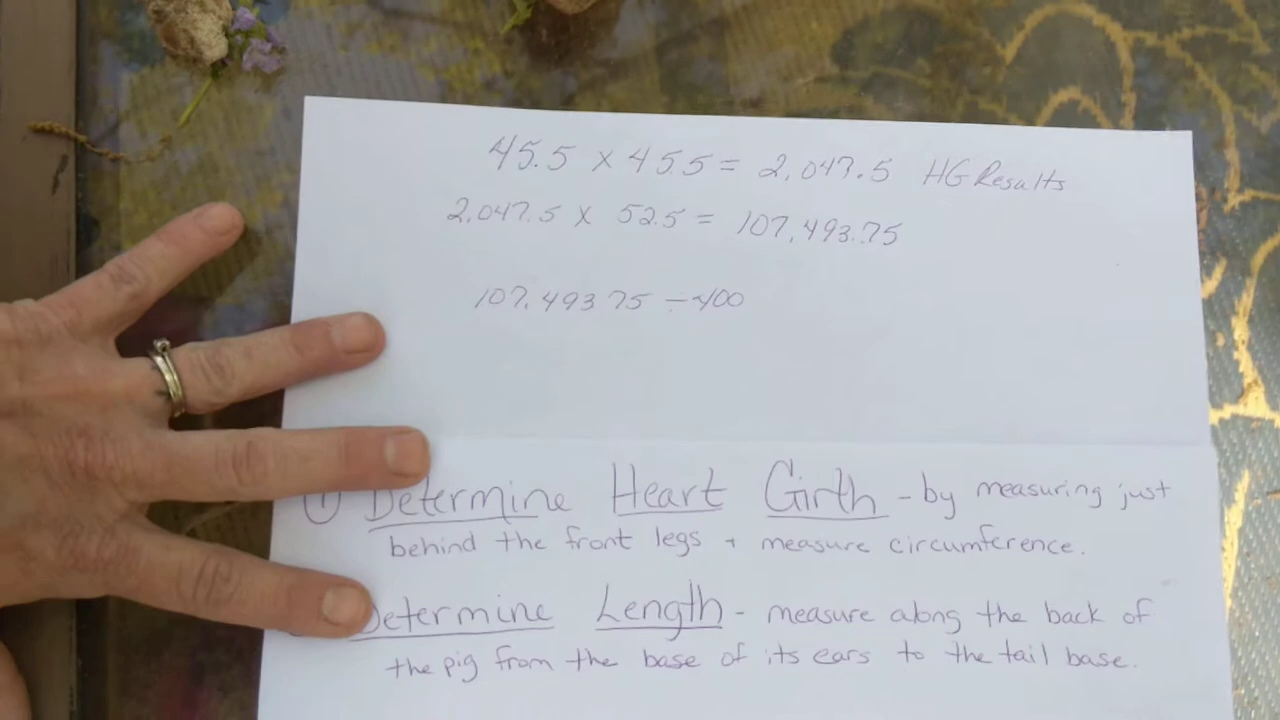 45.5 x 45.5 = 2,047.5 HG Results
2,047.5 x 52.5 = 107,493.75
107,493.75 ÷ 400
① Determine Heart Girth - by measuring just
behind the front legs + measure circumference.
Determine Length - measure along the back of
the pig from the base of its ears to the tail base.